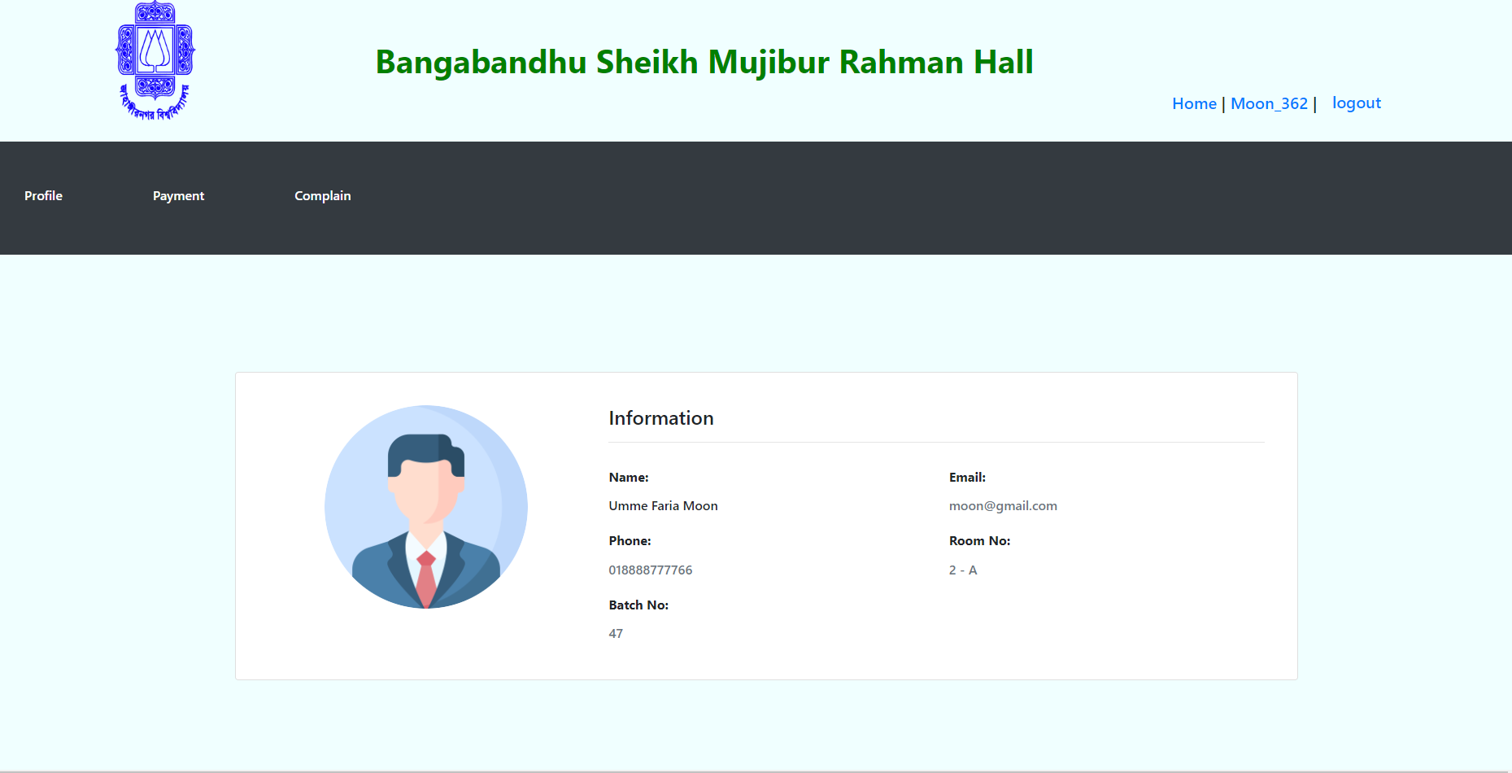 জাহাঙ্গীরনগর বিশ্ববিদ্যালয়
Bangabandhu Sheikh Mujibur Rahman Hall
Home | Moon_362 | logout
Profile Payment Complain
Information
Name: Email:
Umme Faria Moon moon@gmail.com
Phone: Room No:
018888777766 2 - A
Batch No:
47